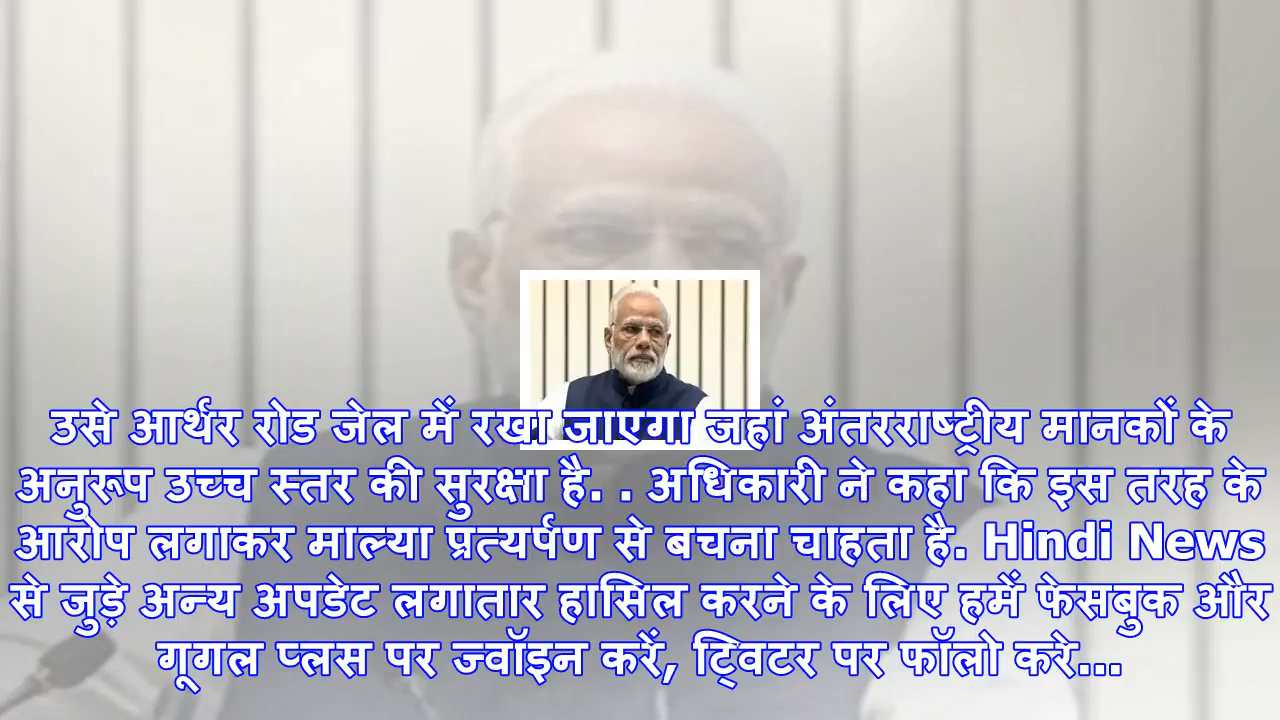 उसे आर्थर रोड जेल में रखा जाएगा जहां अंतरराष्ट्रीय मानकों के
अनुरूप उच्च स्तर की सुरक्षा है. . अधिकारी ने कहा कि इस तरह के
आरोप लगाकर माल्या प्रत्यर्पण से बचना चाहता है. Hindi News
से जुड़े अन्य अपडेट लगातार हासिल करने के लिए हमें फेसबुक और
गूगल प्लस पर ज्वॉइन करें, ट्विटर पर फॉलो करे...